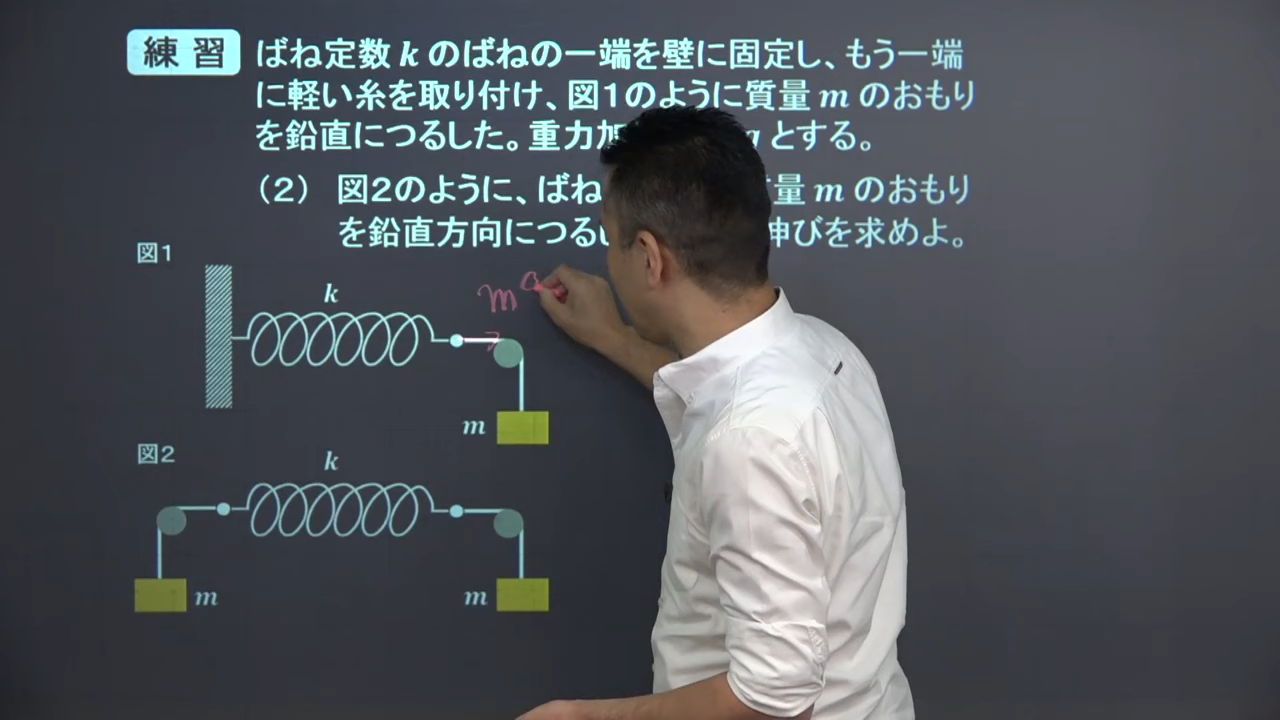 練習
ばね定数 k のばねの一端を壁に固定し、もう一端
に軽い糸を取り付け、図1のように質量 m のおもり
を鉛直につるした。重力加 g とする。
(2) 図2のように、ばね 質量 m のおもり
を鉛直方向につる 伸びを求めよ。
図1
k
m
m
図2
k
m
m